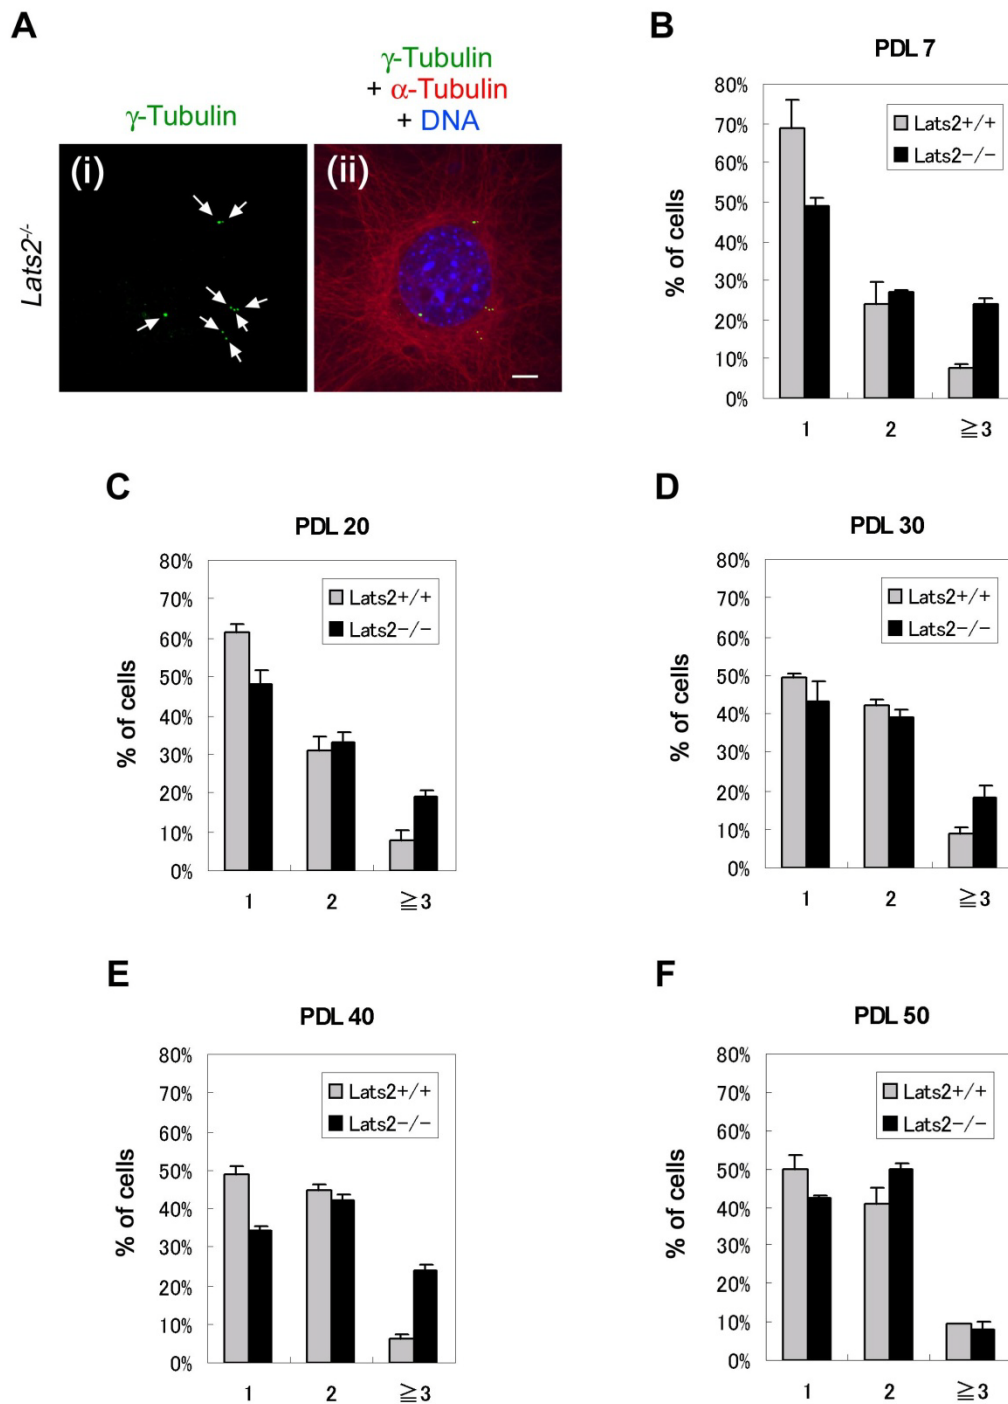 A
γ-Tubulin
γ-Tubulin
+ α-Tubulin
+ DNA
Lats2-/-
(i)
(ii)
B
PDL 7
% of cells
80%
70%
60%
50%
40%
30%
20%
10%
0%
Lats2+/+
Lats2−/−
1 2 ≧3
C
PDL 20
% of cells
80%
70%
60%
50%
40%
30%
20%
10%
0%
Lats2+/+
Lats2−/−
1 2 ≧3
D
PDL 30
% of cells
80%
70%
60%
50%
40%
30%
20%
10%
0%
Lats2+/+
Lats2−/−
1 2 ≧3
E
PDL 40
% of cells
80%
70%
60%
50%
40%
30%
20%
10%
0%
Lats2+/+
Lats2−/−
1 2 ≧3
F
PDL 50
% of cells
80%
70%
60%
50%
40%
30%
20%
10%
0%
Lats2+/+
Lats2−/−
1 2 ≧3